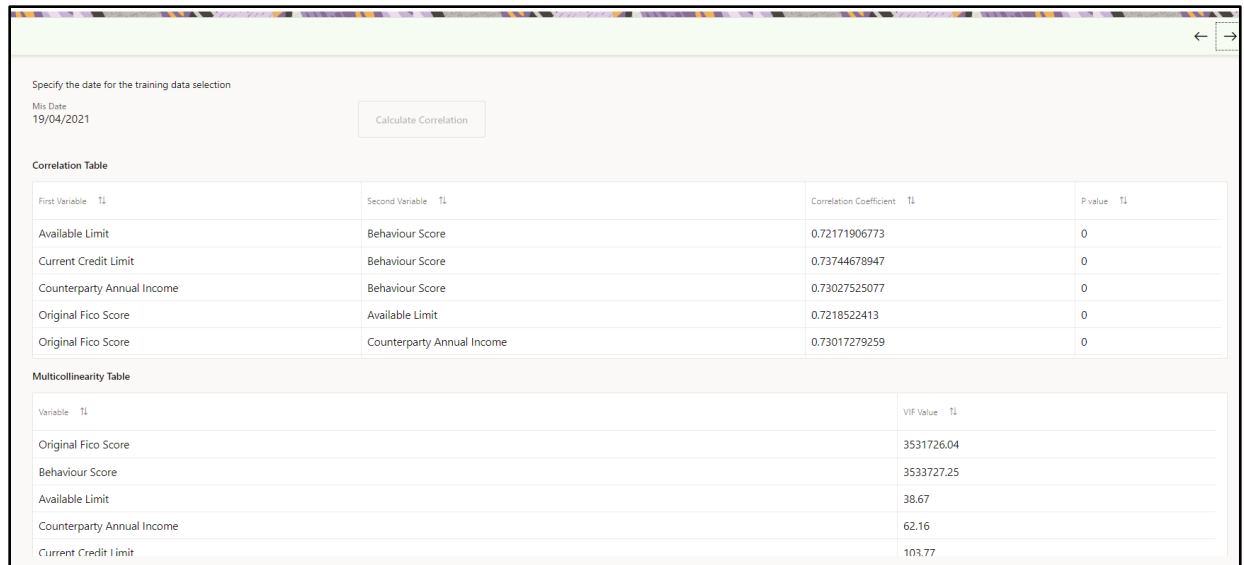 Specify the date for the training data selection
Mis Date
19/04/2021
Calculate Correlation
Correlation Table
First Variable Second Variable Correlation Coefficient P value
Available Limit Behaviour Score 0.72171906773 0
Current Credit Limit Behaviour Score 0.73744678947 0
Counterparty Annual Income Behaviour Score 0.73027525077 0
Original Fico Score Available Limit 0.7218522413 0
Original Fico Score Counterparty Annual Income 0.73017279259 0
Multicollinearity Table
Variable VIF Value
Original Fico Score 3531726.04
Behaviour Score 3533727.25
Available Limit 38.67
Counterparty Annual Income 62.16
Current Credit Limit 103.77